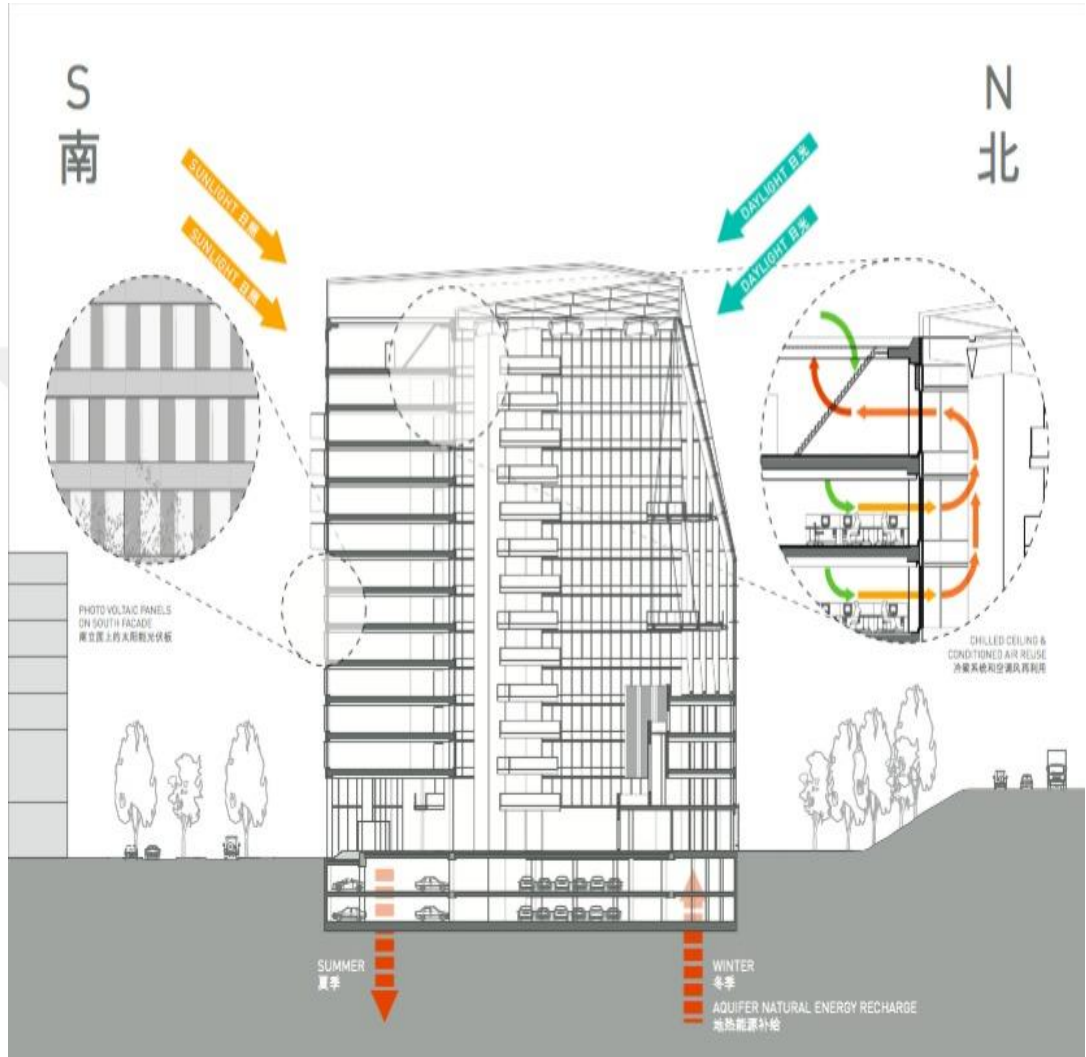 S
南
N
北
SUNLIGHT 日照
SUNLIGHT 日照
DAYLIGHT 日光
DAYLIGHT 日光
PHOTO VOLTAIC PANELS
ON SOUTH FACADE
南立面上的太阳能光伏板
CHILLED CEILING &
CONDITIONED AIR REUSE
冷梁系统和空调风再利用
SUMMER
夏季
WINTER
冬季
AQUIFER NATURAL ENERGY RECHARGE
地热能源补给